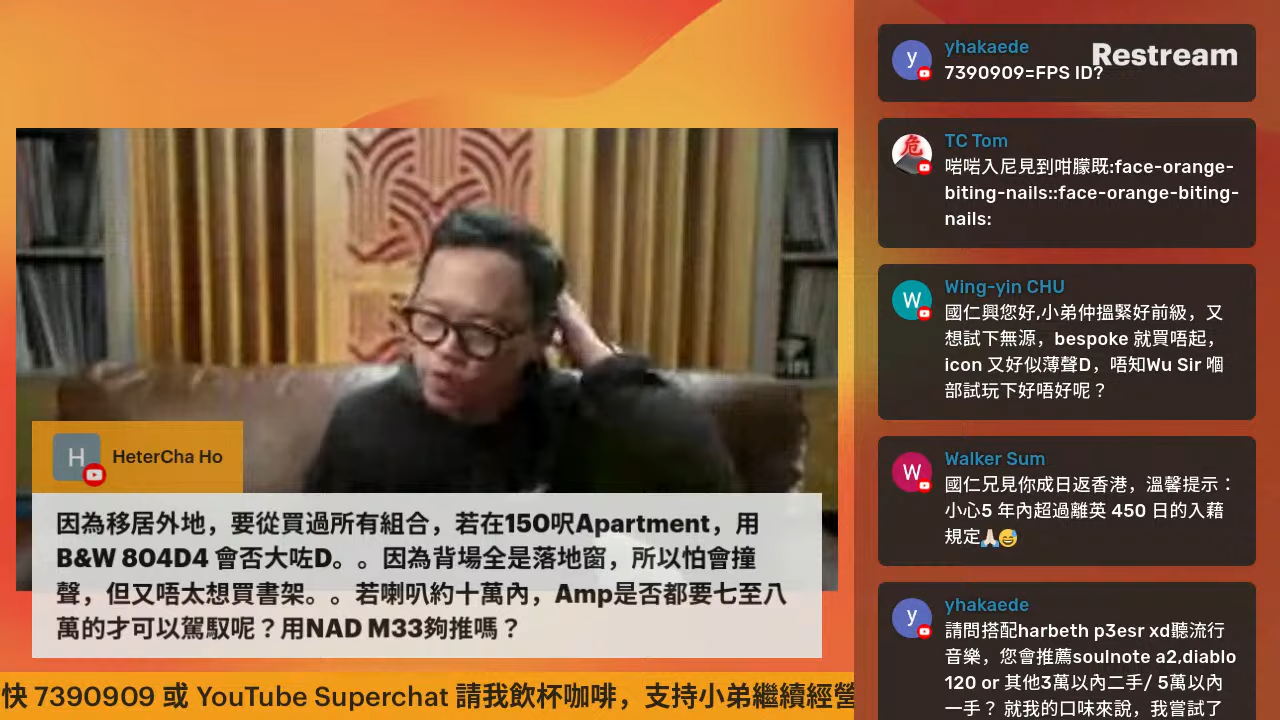 H
HeterCha Ho
因為移居外地，要從買過所有組合，若在150呎Apartment，用
B&W 804D4 會否大咗D。。因為背場全是落地窗，所以怕會撞
聲，但又唔太想買書架。。若喇叭約十萬內，Amp是否都要七至八
萬的才可以駕馭呢？用NAD M33夠推嗎？
快 7390909 或 YouTube Superchat 請我飲杯咖啡，支持小弟繼續經營
Restream
y
yhakaede
7390909=FPS ID?
危
TC Tom
啱啱入尼見到咁朦既:face-orange-
biting-nails::face-orange-biting-
nails:
W
Wing-yin CHU
國仁興您好,小弟仲搵緊好前級，又
想試下無源，bespoke 就買唔起，
icon 又好似薄聲D，唔知Wu Sir 嗰
部試玩下好唔好呢？
W
Walker Sum
國仁兄見你成日返香港，溫馨提示：
小心5 年內超過離英 450 日的入藉
規定🙏🏻😅
y
yhakaede
請問搭配harbeth p3esr xd聽流行
音樂，您會推薦soulnote a2,diablo
120 or 其他3萬以內二手/ 5萬以內
一手？ 就我的口味來說，我嘗試了